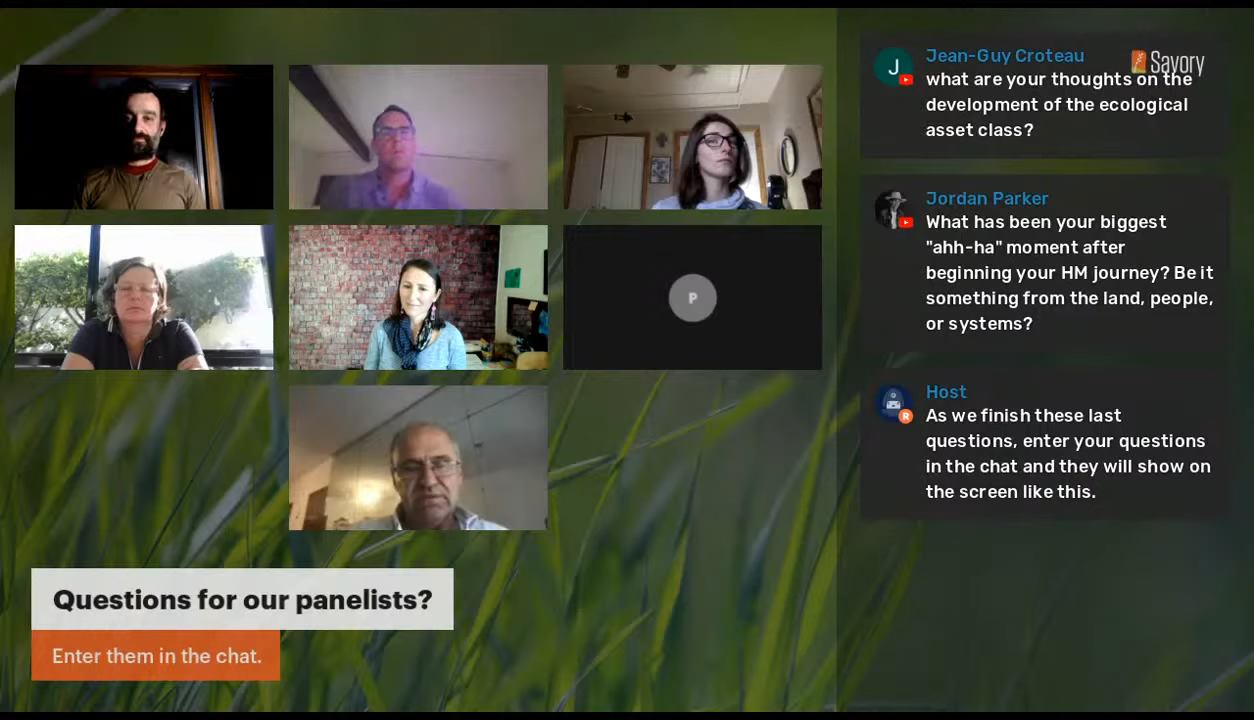 Jean-Guy Croteau
Savory
what are your thoughts on the
development of the ecological
asset class?
J
Jordan Parker
What has been your biggest
"ahh-ha" moment after
beginning your HM journey? Be it
something from the land, people,
or systems?
P
Host
R
As we finish these last
questions, enter your questions
in the chat and they will show on
the screen like this.
Questions for our panelists?
Enter them in the chat.